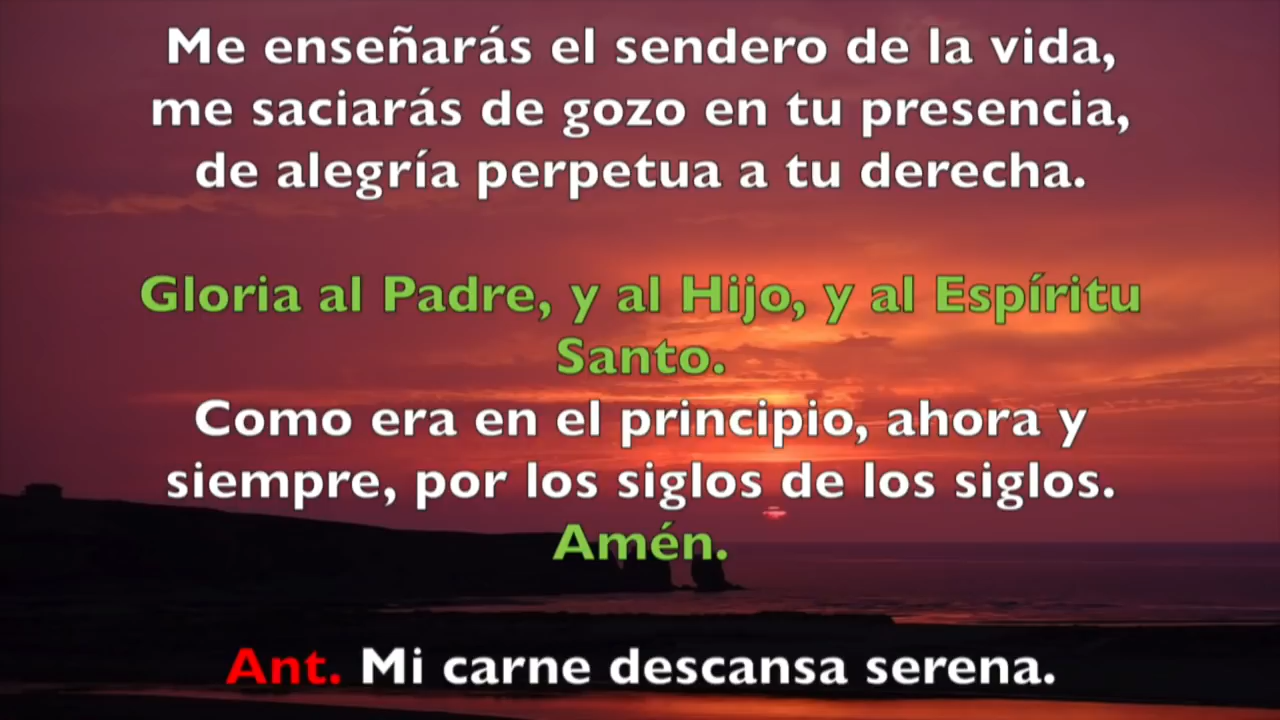 Me enseñarás el sendero de la vida,
me saciarás de gozo en tu presencia,
de alegría perpetua a tu derecha.
Gloria al Padre, y al Hijo, y al Espíritu
Santo.
Como era en el principio, ahora y
siempre, por los siglos de los siglos.
Amén.
Ant. Mi carne descansa serena.